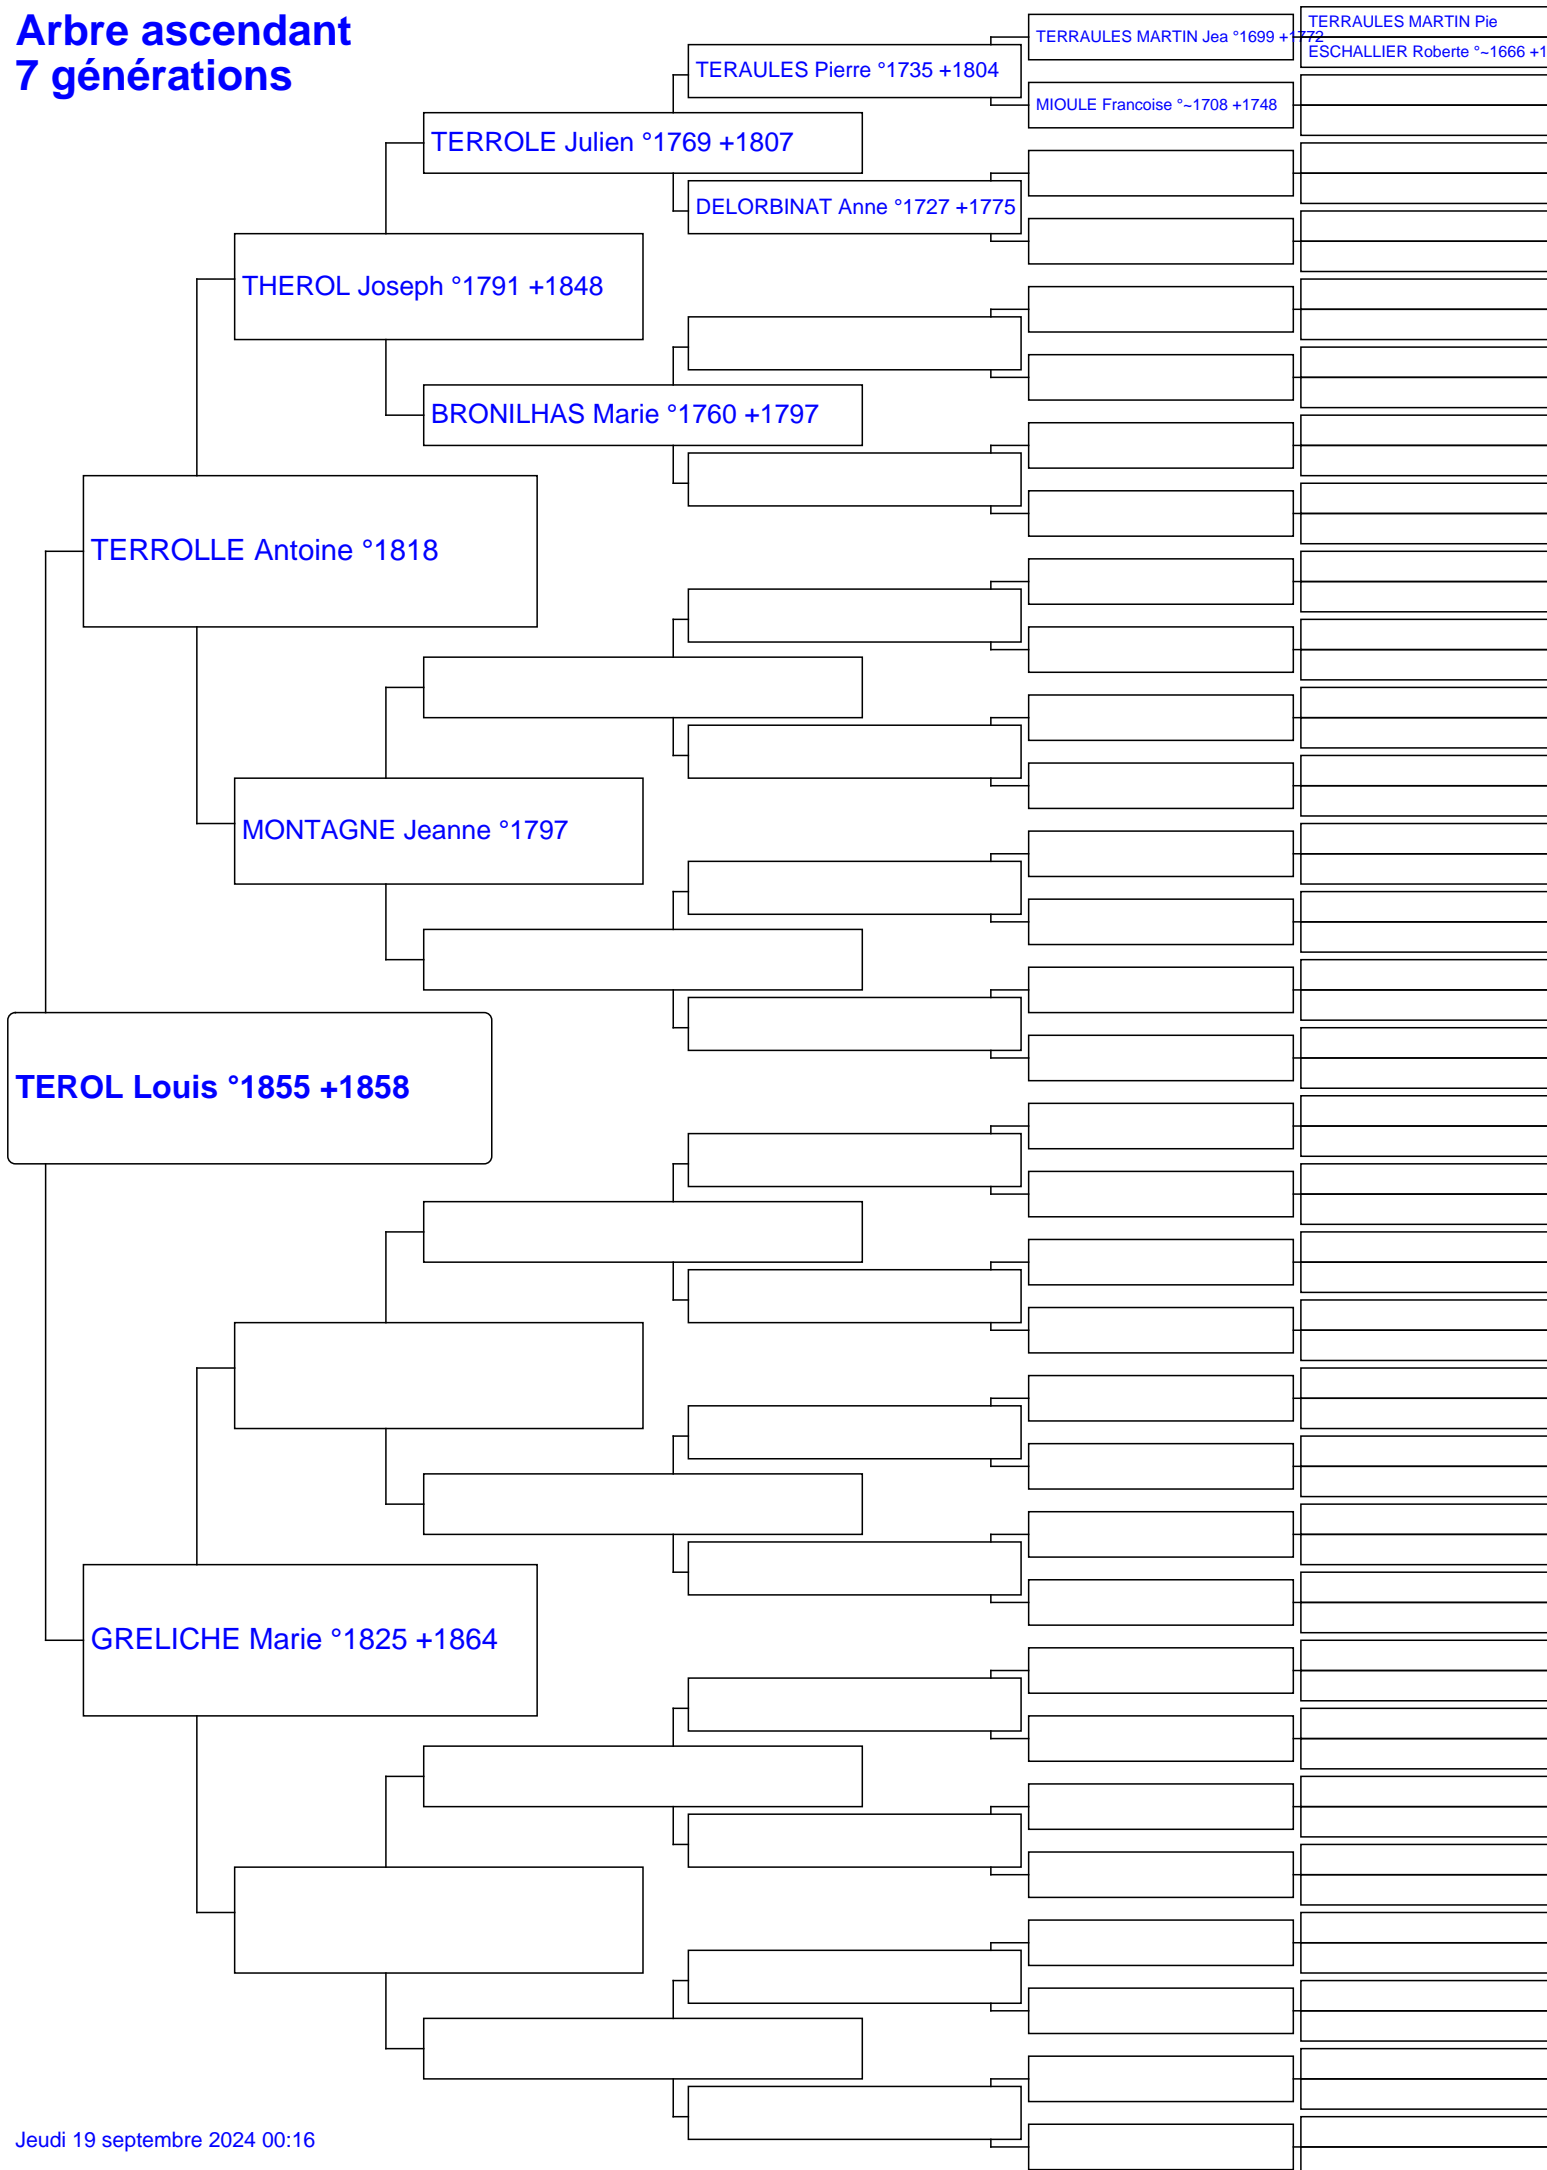 Arbre ascendant
7 générations
TERRAULES MARTIN Pie
TERRAULES MARTIN Jea °1699 +1772
ESCHALLIER Roberte °~1666 +1
TERAULES Pierre °1735 +1804
MIOULE Francoise °~1708 +1748
TERROLE Julien °1769 +1807
DELORBINAT Anne °1727 +1775
THEROL Joseph °1791 +1848
BRONILHAS Marie °1760 +1797
TERROLLE Antoine °1818
MONTAGNE Jeanne °1797
TEROL Louis °1855 +1858
GRELICHE Marie °1825 +1864
Jeudi 19 septembre 2024 00:16